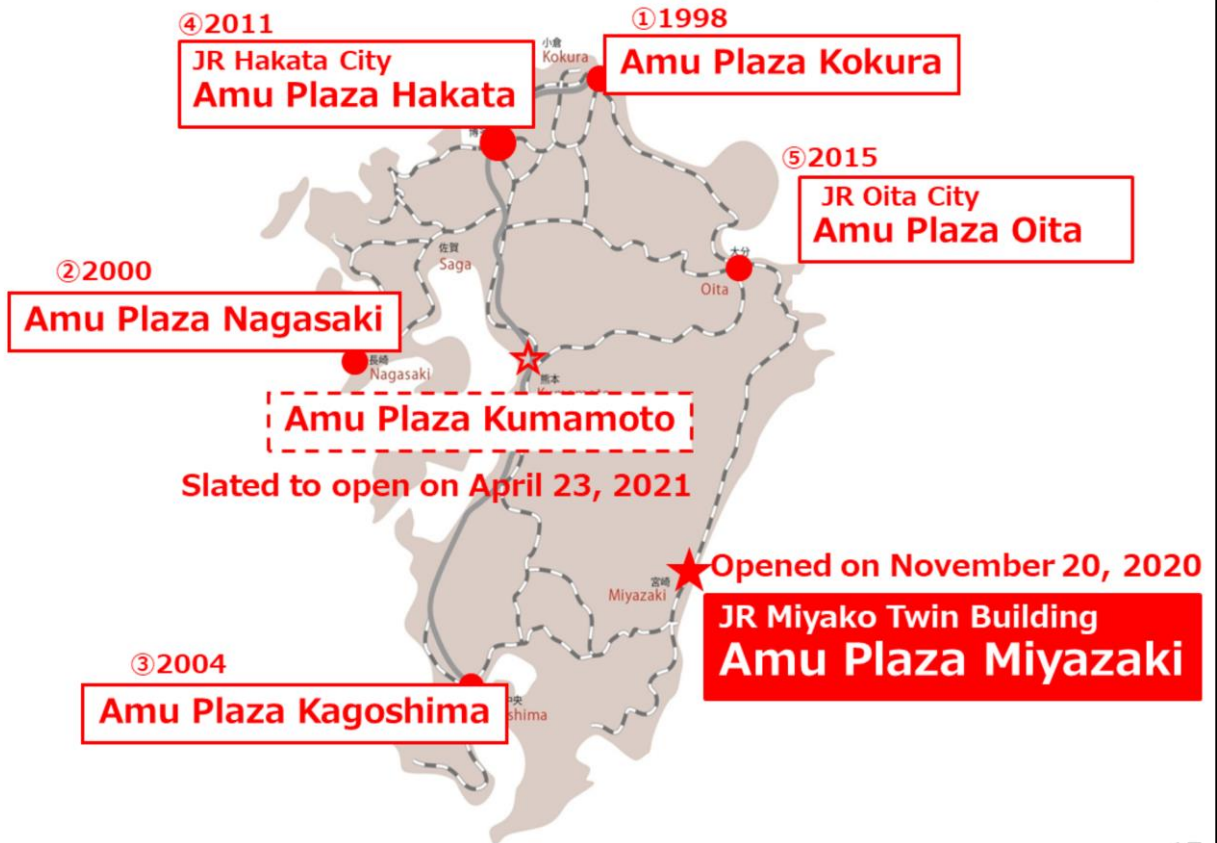 ④2011
JR Hakata City
Amu Plaza Hakata
①1998
Amu Plaza Kokura
小倉
Kokura
⑤2015
JR Oita City
Amu Plaza Oita
大分
Oita
佐賀
Saga
②2000
Amu Plaza Nagasaki
長崎
Nagasaki
熊本
Amu Plaza Kumamoto
Slated to open on April 23, 2021
Opened on November 20, 2020
宮崎
Miyazaki
JR Miyako Twin Building
Amu Plaza Miyazaki
③2004
Amu Plaza Kagoshima
中央
shima